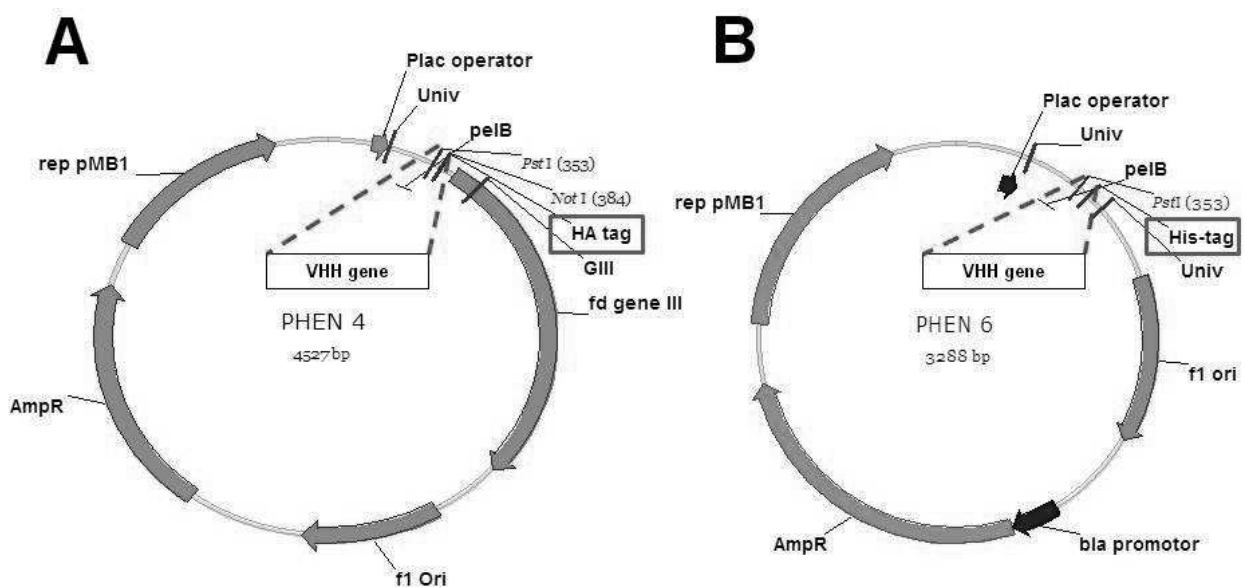 A
Plac operator
Univ
pelB
PstI (353)
NotI (384)
HA tag
GIII
fd gene III
rep pMB1
VHH gene
PHEN 4
4527bp
AmpR
f1 Ori
B
Plac operator
Univ
pelB
PstI (353)
His-tag
Univ
rep pMB1
VHH gene
PHEN 6
3288 bp
f1 ori
AmpR
bla promotor